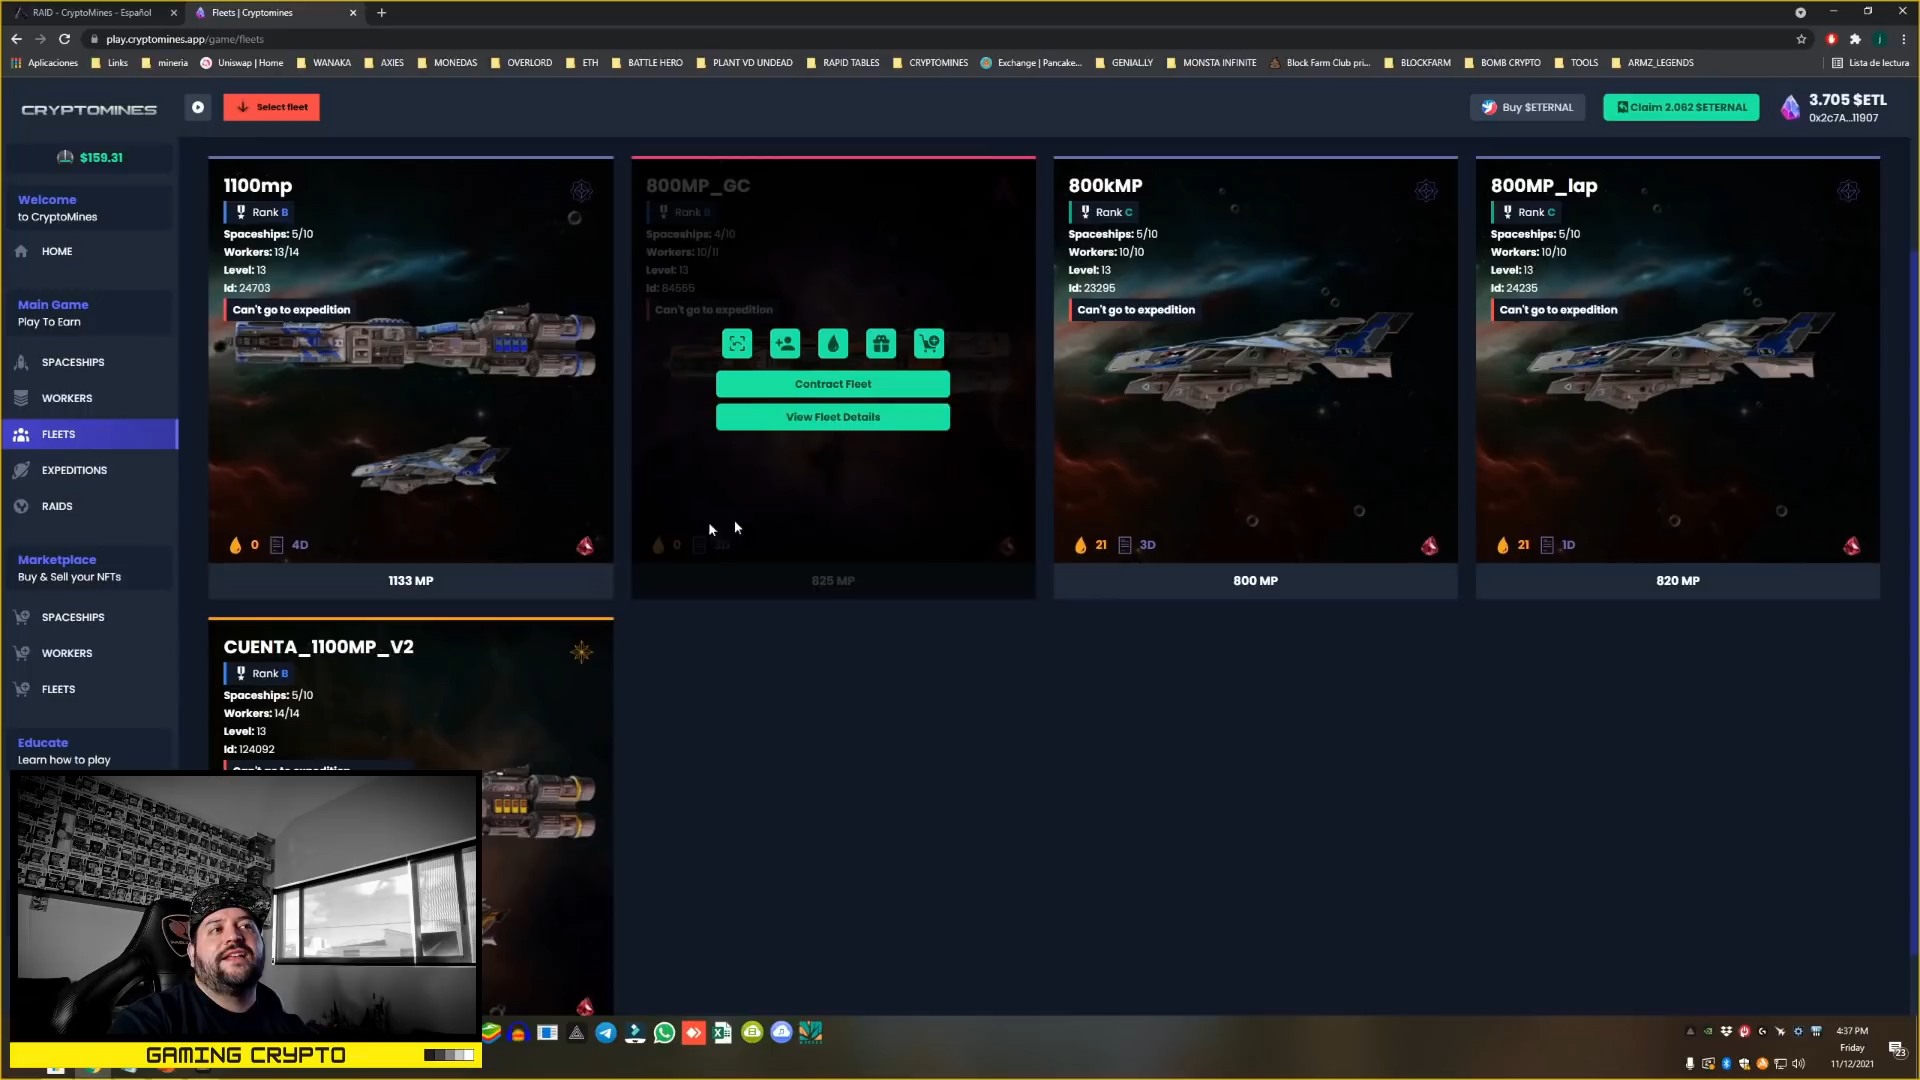 RAID - CryptoMines - Español
Fleets | Cryptomines
play.cryptomines.app/game/fleets
Aplicaciones Links mineria Uniswap | Home WANAKA AXIES MONEDAS OVERLORD ETH BATTLE HERO PLANT VD UNDEAD RAPID TABLES CRYPTOMINES Exchange | Pancake... GENIALLY MONSTA INFINITE Block Farm Club pri... BLOCKFARM BOMB CRYPTO TOOLS ARMZ_LEGENDS Lista de lectura
CRYPTOMINES
Select fleet
Buy $ETERNAL
Claim 2.062 $ETERNAL
3.705 $ETL
0x2c7A...11907
$159.31
Welcome
to CryptoMines
HOME
Main Game
Play To Earn
SPACESHIPS
WORKERS
FLEETS
EXPEDITIONS
RAIDS
Marketplace
Buy & Sell your NFTs
SPACESHIPS
WORKERS
FLEETS
Educate
Learn how to play
1100mp
Rank B
Spaceships: 5/10
Workers: 13/14
Level: 13
Id: 24703
Can't go to expedition
0 4D
1133 MP
800MP_GC
Rank B
Spaceships: 4/10
Workers: 10/11
Level: 13
Id: 84565
Can't go to expedition
Contract Fleet
View Fleet Details
0
825 MP
800kMP
Rank C
Spaceships: 5/10
Workers: 10/10
Level: 13
Id: 23295
Can't go to expedition
21 3D
800 MP
800MP_lap
Rank C
Spaceships: 5/10
Workers: 10/10
Level: 13
Id: 24235
Can't go to expedition
21 1D
820 MP
CUENTA_1100MP_V2
Rank B
Spaceships: 5/10
Workers: 14/14
Level: 13
Id: 124092
Can't go to expedition
GAMING CRYPTO
4:37 PM
Friday
11/12/2021
23